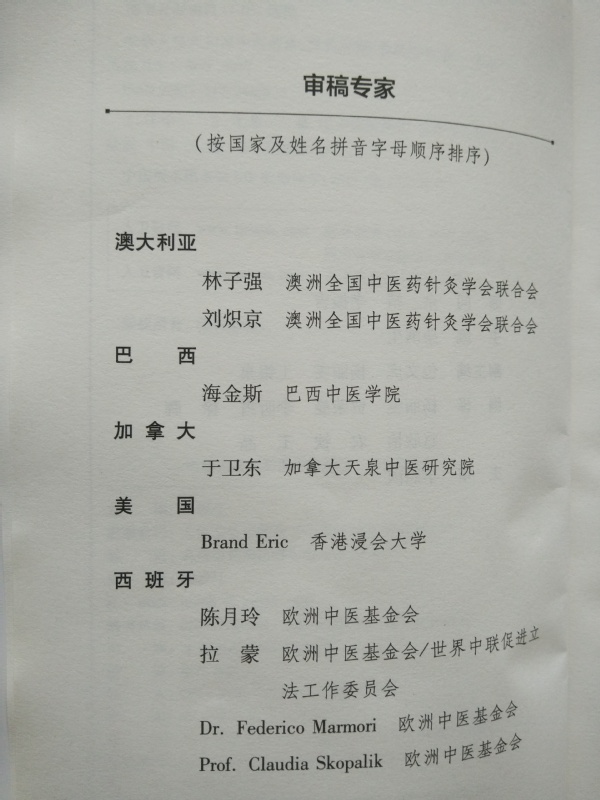 审稿专家
（按国家及姓名拼音字母顺序排序）
澳大利亚
林子强 澳洲全国中医药针灸学会联合会
刘炽京 澳洲全国中医药针灸学会联合会
巴 西
海金斯 巴西中医学院
加 拿 大
于卫东 加拿大天泉中医研究院
美 国
Brand Eric 香港浸会大学
西 班 牙
陈月玲 欧洲中医基金会
拉 蒙 欧洲中医基金会/世界中联促进立
法工作委员会
Dr. Federico Marmori 欧洲中医基金会
Prof. Claudia Skopalik 欧洲中医基金会